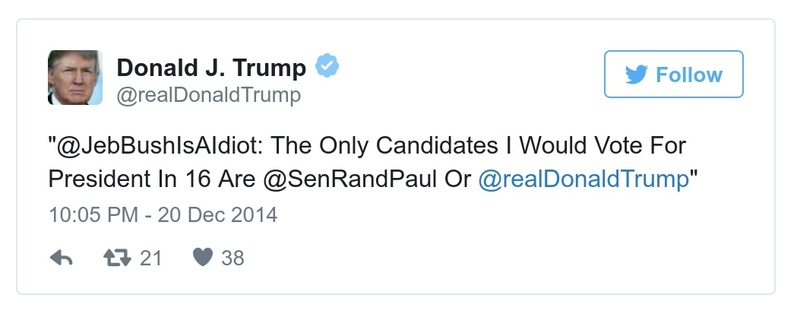 Donald J. Trump
@realDonaldTrump
Follow
"@JebBushIsAIdiot: The Only Candidates I Would Vote For
President In 16 Are @SenRandPaul Or @realDonaldTrump"
10:05 PM - 20 Dec 2014
21 38